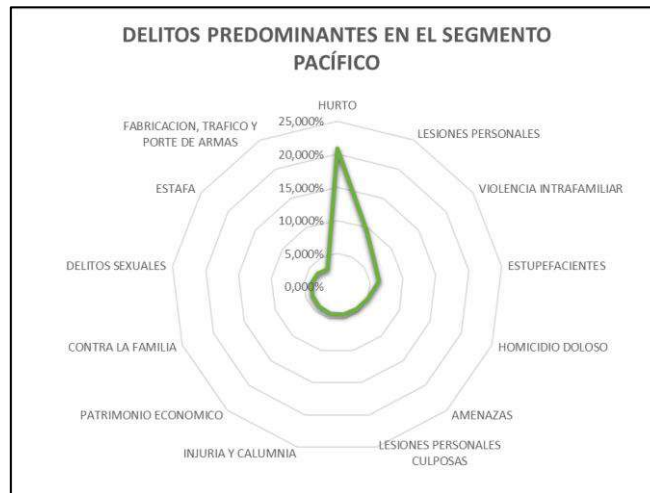 DELITOS PREDOMINANTES EN EL SEGMENTO
PACÍFICO
HURTO
25,000%
FABRICACION, TRAFICO Y
PORTE DE ARMAS
LESIONES PERSONALES
20,000%
ESTAFA
15,000%
VIOLENCIA INTRAFAMILIAR
10,000%
DELITOS SEXUALES
5,000%
ESTUPEFACIENTES
0,000%
CONTRA LA FAMILIA
HOMICIDIO DOLOSO
PATRIMONIO ECONOMICO
AMENAZAS
INJURIA Y CALUMNIA
LESIONES PERSONALES
CULPOSAS